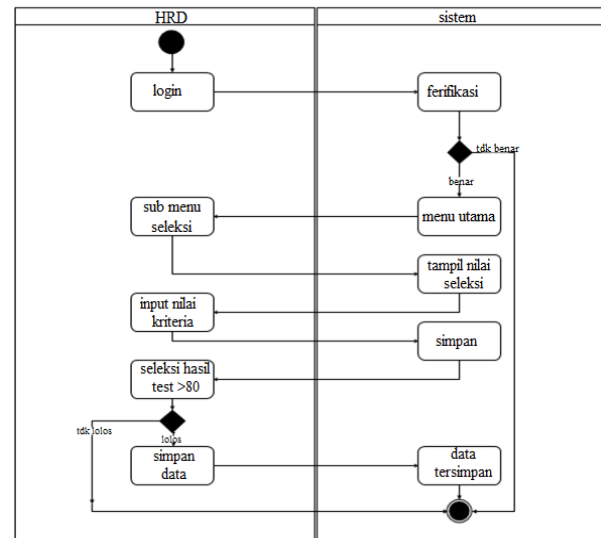 HRD
sistem
login
ferifikasi
tdk benar
benar
sub menu
seleksi
menu utama
tampil nilai
seleksi
input nilai
kriteria
simpan
seleksi hasil
test >80
tdk lolos
lolos
simpan
data
data
tersimpan